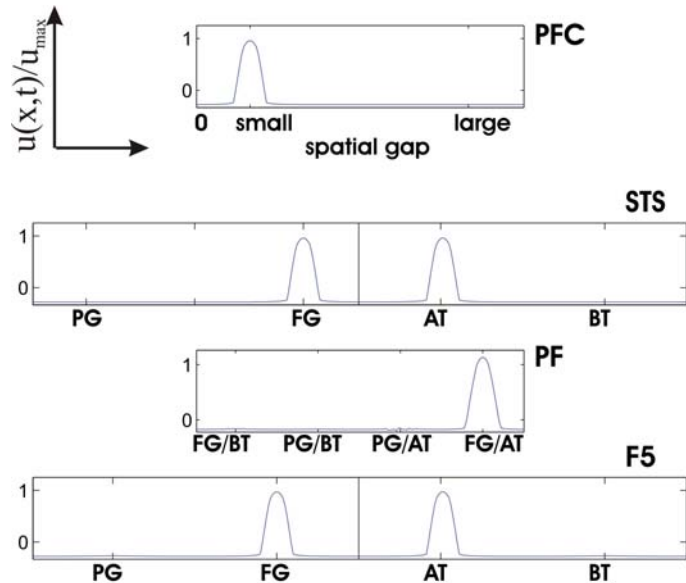 u(x,t)/u_max
PFC
1
0
0 small large
spatial gap
STS
1
0
PG FG AT BT
PF
1
0
FG/BT PG/BT PG/AT FG/AT
F5
1
0
PG FG AT BT